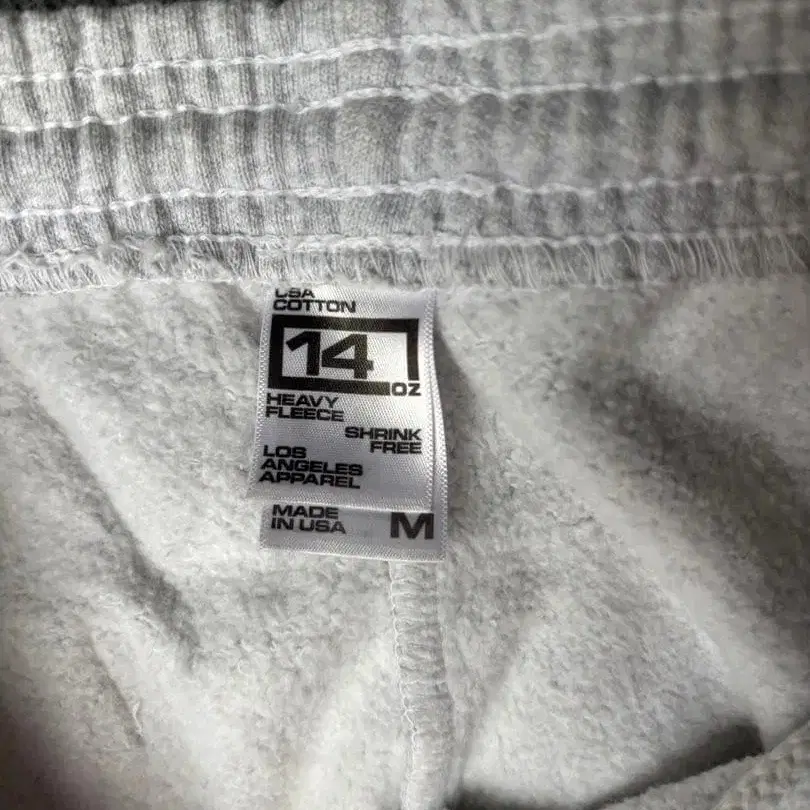 USA
COTTON
14
OZ
HEAVY
FLEECE
SHRINK
FREE
LOS
ANGELES
APPAREL
MADE
IN USA
M